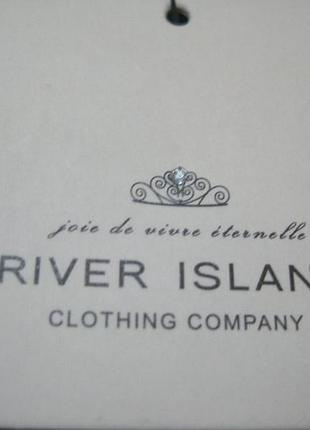 joie de vivre éternelle
RIVER ISLAN
CLOTHING COMPANY